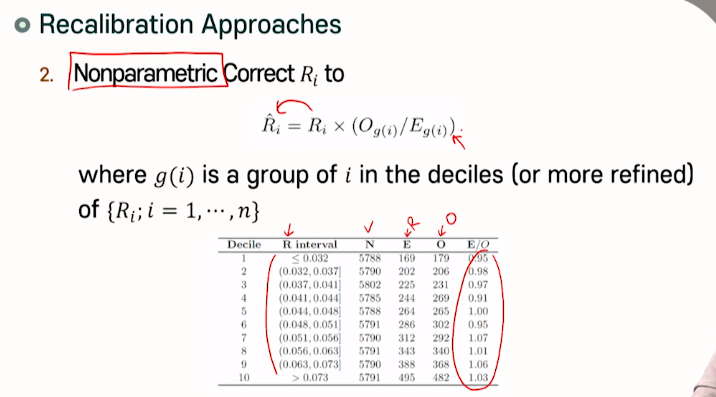 Recalibration Approaches
2. Nonparametric Correct R_i to
R̂_i = R_i × (O_g(i)/E_g(i)).
where g(i) is a group of i in the deciles (or more refined)
of {R_i; i = 1, ⋯, n}
R O
Decile R interval N E O E/O
1 ≤ 0.032 5788 169 179 0.95
2 (0.032, 0.037] 5790 202 206 0.98
3 (0.037, 0.041] 5802 225 231 0.97
4 (0.041, 0.044] 5785 244 269 0.91
5 (0.044, 0.048] 5788 264 265 1.00
6 (0.048, 0.051] 5791 286 302 0.95
7 (0.051, 0.056] 5790 312 292 1.07
8 (0.056, 0.063] 5791 343 340 1.01
9 (0.063, 0.073] 5790 388 368 1.06
10 > 0.073 5791 495 482 1.03